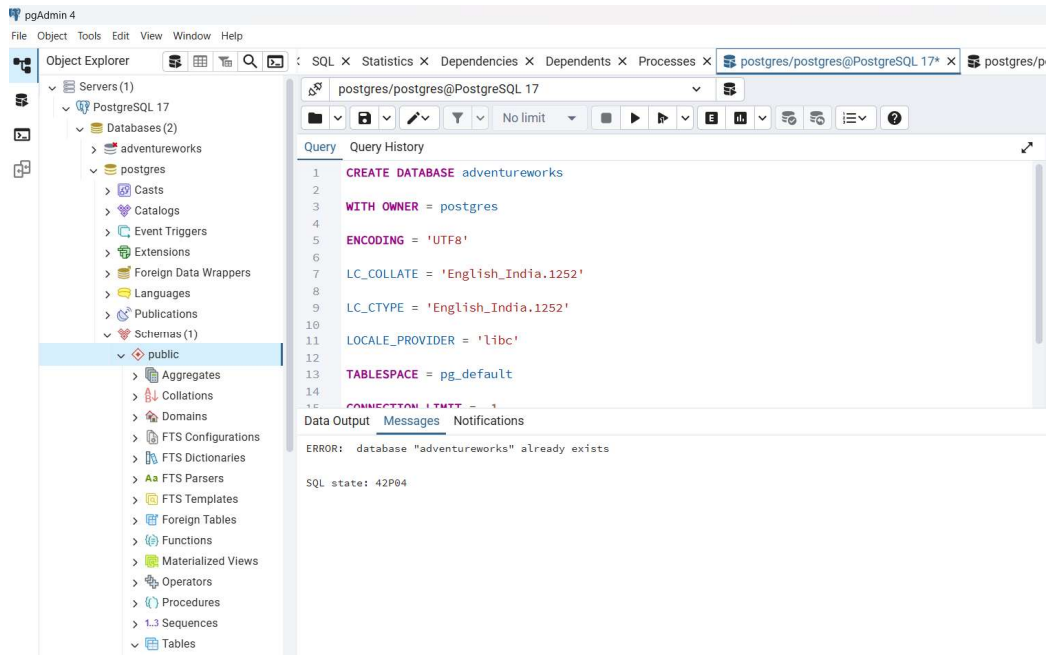 pgAdmin 4
File Object Tools Edit View Window Help
Object Explorer
SQL Statistics Dependencies Dependents Processes postgres/postgres@PostgreSQL 17* postgres/p
Servers (1)
PostgreSQL 17
Databases (2)
adventureworks
postgres
Casts
Catalogs
Event Triggers
Extensions
Foreign Data Wrappers
Languages
Publications
Schemas (1)
public
Aggregates
Collations
Domains
FTS Configurations
FTS Dictionaries
Aa FTS Parsers
FTS Templates
Foreign Tables
Functions
Materialized Views
Operators
Procedures
1..3 Sequences
Tables
postgres/postgres@PostgreSQL 17
No limit
E
Query Query History
1 CREATE DATABASE adventureworks
2
3 WITH OWNER = postgres
4
5 ENCODING = 'UTF8'
6
7 LC_COLLATE = 'English_India.1252'
8
9 LC_CTYPE = 'English_India.1252'
10
11 LOCALE_PROVIDER = 'libc'
12
13 TABLESPACE = pg_default
14
15 CONNECTION LIMIT =
Data Output Messages Notifications
ERROR: database "adventureworks" already exists
SQL state: 42P04